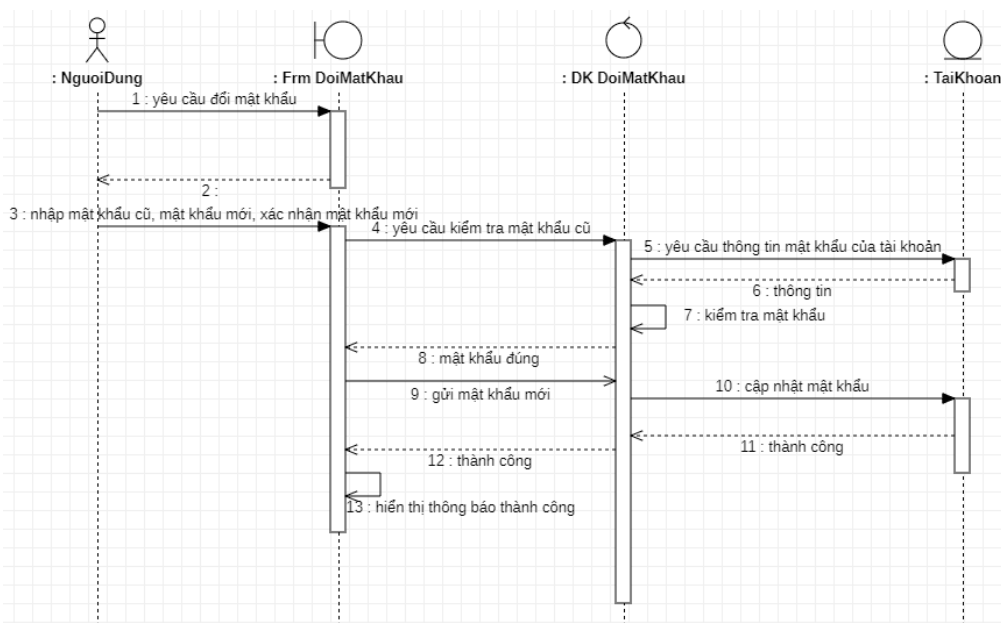 : NguoiDung
: Frm DoiMatKhau
: DK DoiMatKhau
: TaiKhoan
1 : yêu cầu đổi mật khẩu
2 :
3 : nhập mật khẩu cũ, mật khẩu mới, xác nhận mật khẩu mới
4 : yêu cầu kiểm tra mật khẩu cũ
5 : yêu cầu thông tin mật khẩu của tài khoản
6 : thông tin
7 : kiểm tra mật khẩu
8 : mật khẩu đúng
9 : gửi mật khẩu mới
10 : cập nhật mật khẩu
11 : thành công
12 : thành công
13 : hiển thị thông báo thành công